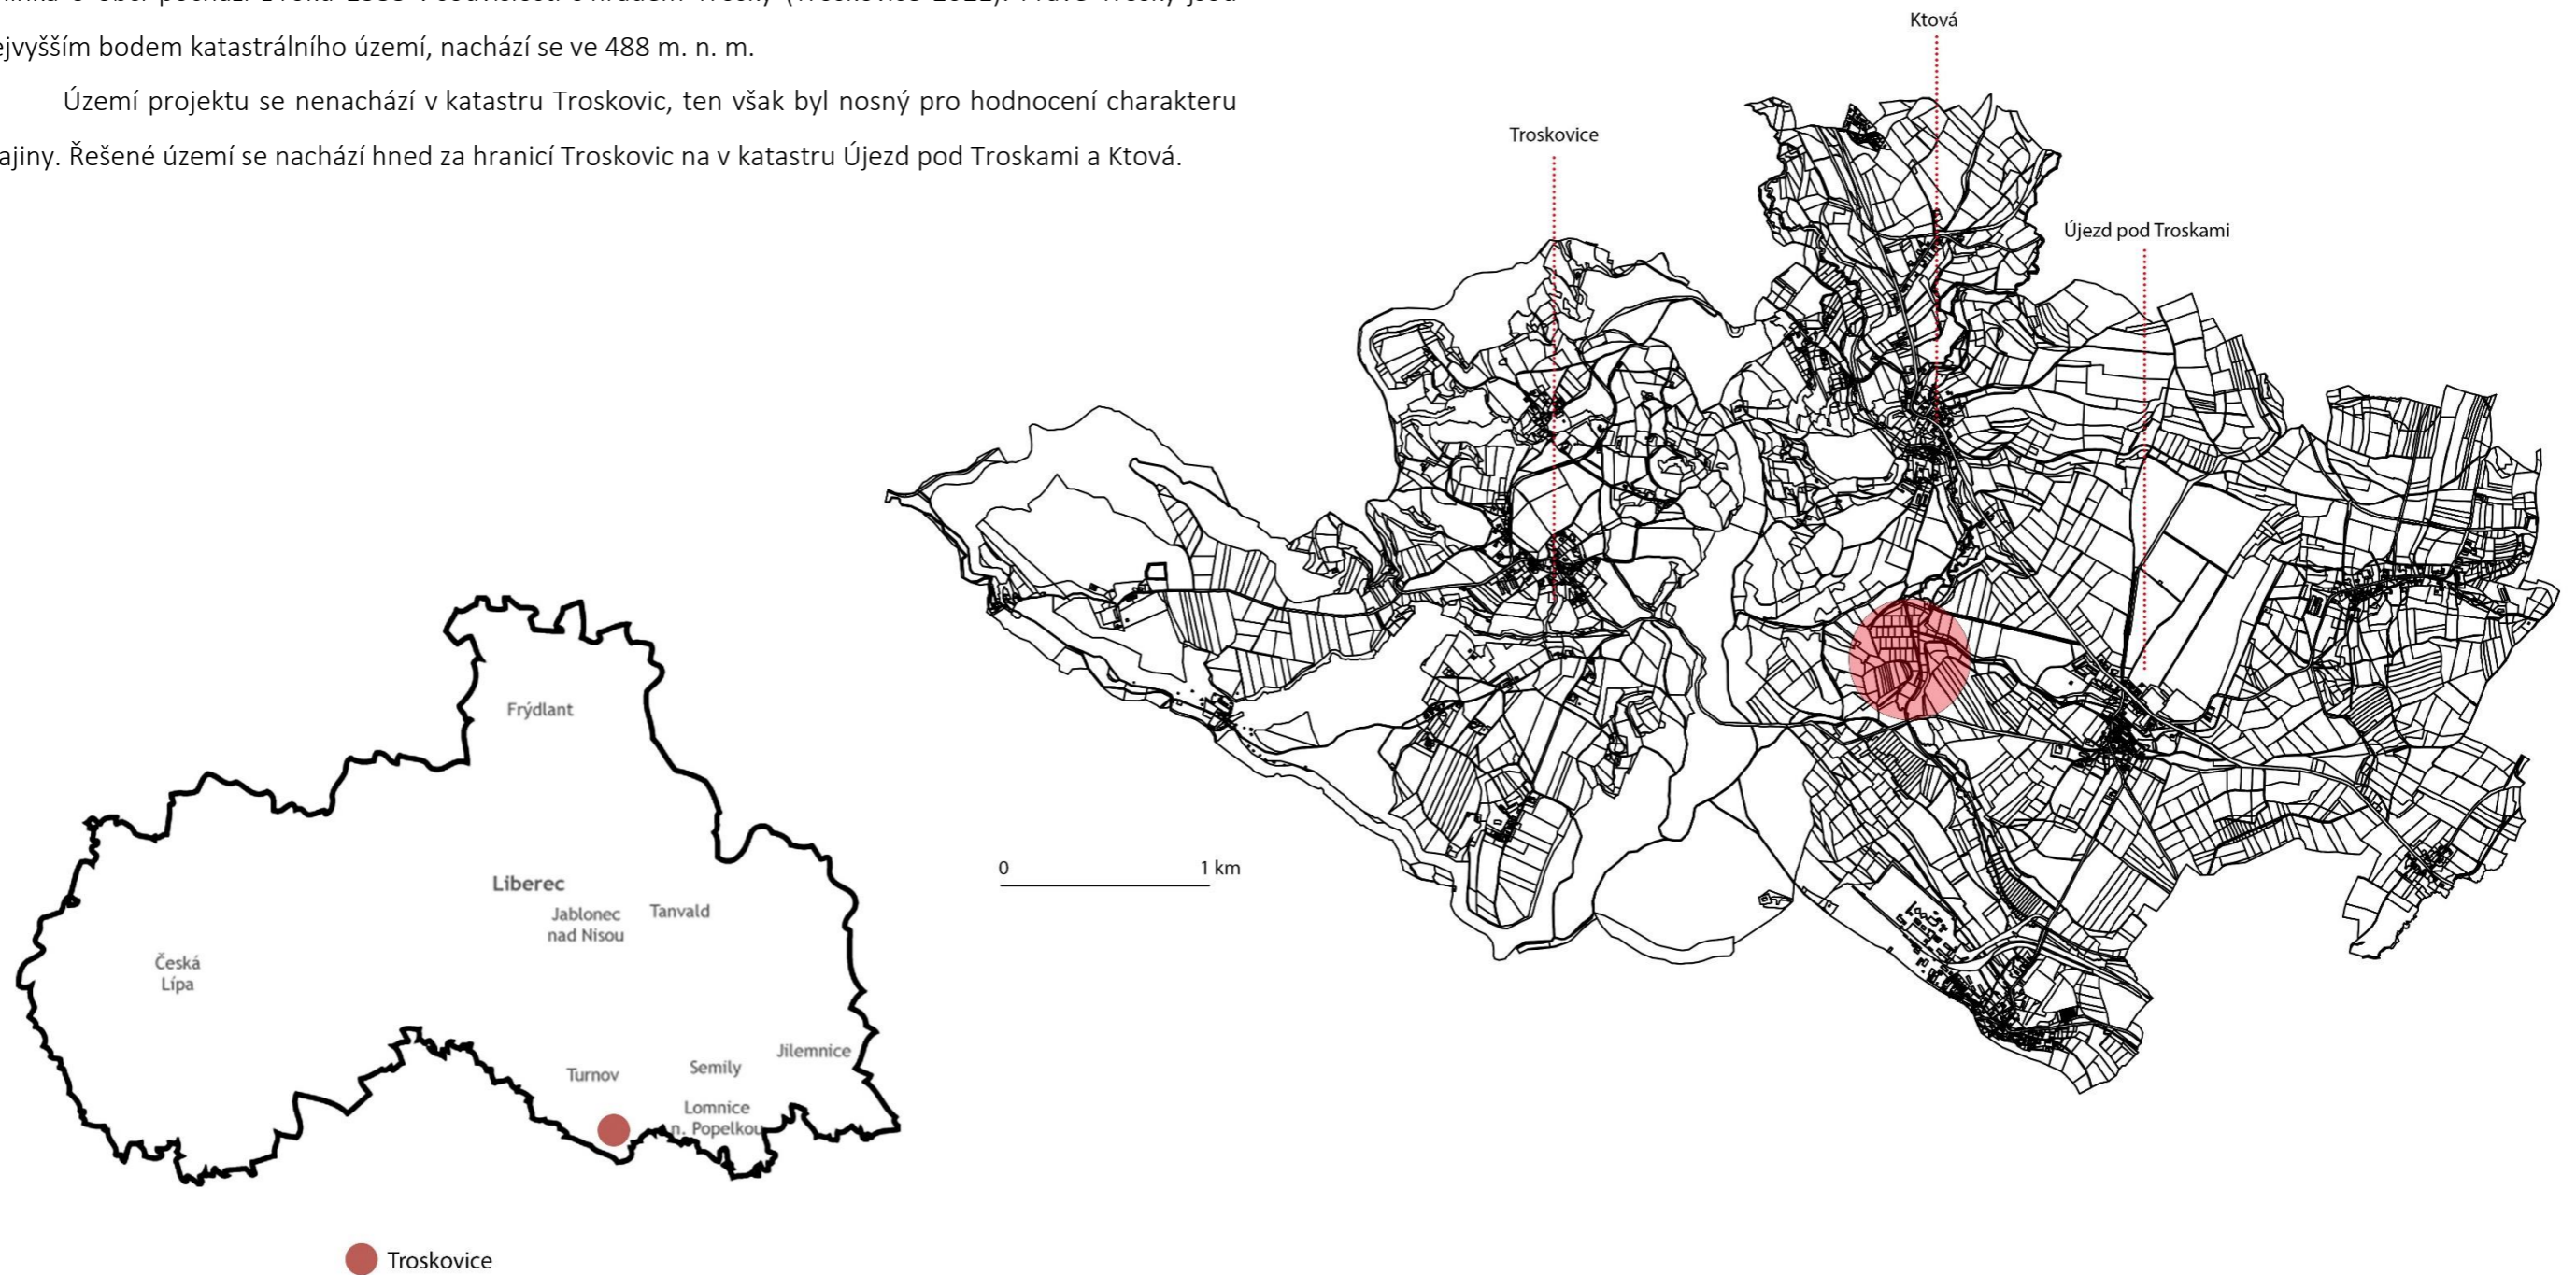 nejvyšším bodem katastrálního území, nachází se ve 488 m. n. m.
Území projektu se nenachází v katastru Troskovic, ten však byl nosný pro hodnocení charakteru
ajiny. Řešené území se nachází hned za hranicí Troskovic na v katastru Újezd pod Troskami a Ktová.
Ktová
Troskovice
Újezd pod Troskami
0 1 km
Frýdlant
Liberec
Jablonec
nad Nisou
Tanvald
Česká
Lípa
Turnov
Semily
Jilemnice
Lomnice
n. Popelkou
Troskovice